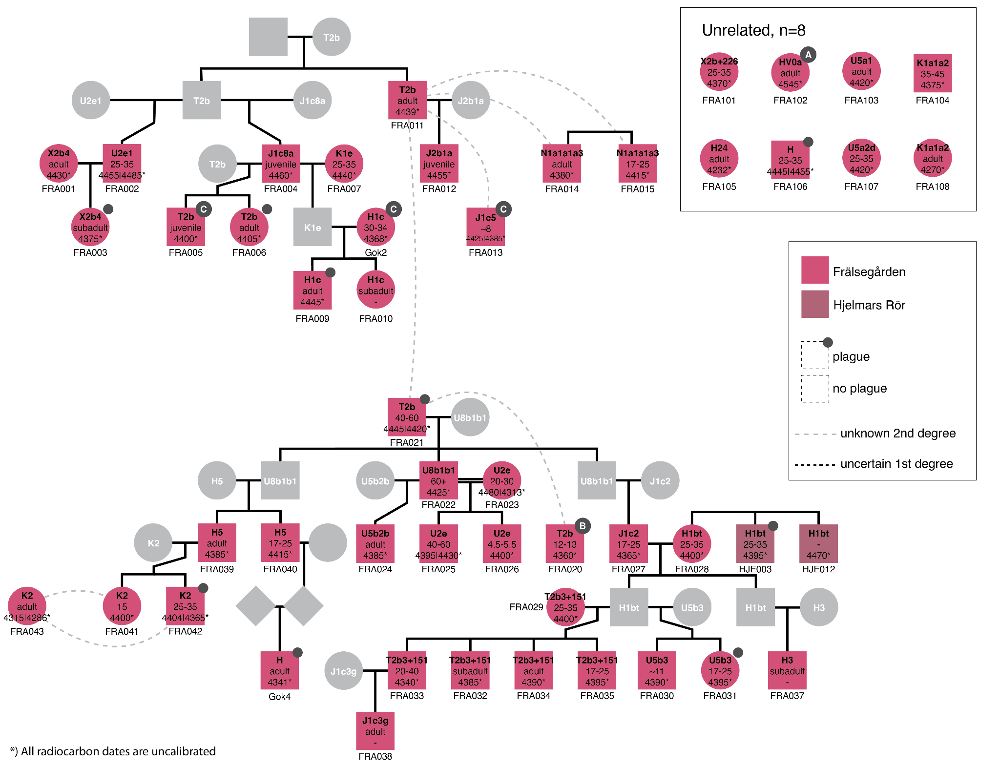 T2b
Unrelated, n=8
X2b+226
25-35
4370*
FRA101
A
HV0a
adult
4545*
FRA102
U5a1
adult
4420*
FRA103
K1a1a2
35-45
4375*
FRA104
H24
adult
4232*
FRA105
H
25-35
4445|4455*
FRA106
U5a2d
25-35
4420*
FRA107
K1a1a2
adult
4270*
FRA108
U2e1
T2b
J1c8a
T2b
adult
4439*
FRA011
J2b1a
X2b4
adult
4430*
FRA001
U2e1
25-35
4455|4485*
FRA002
T2b
J1c8a
juvenile
4460*
FRA004
K1e
25-35
4440*
FRA007
J2b1a
juvenile
4455*
FRA012
N1a1a1a3
adult
4380*
FRA014
N1a1a1a3
17-25
4415*
FRA015
X2b4
subadult
4375*
FRA003
C
T2b
juvenile
4400*
FRA005
T2b
adult
4405*
FRA006
K1e
C
H1c
30-34
4368*
Gok2
C
J1c5
~8
4425|4385*
FRA013
H1c
adult
4445*
FRA009
H1c
subadult
-
FRA010
Frälsegården
Hjelmars Rör
plague
no plague
unknown 2nd degree
uncertain 1st degree
T2b
40-60
4445|4420*
FRA021
U8b1b1
H5
U8b1b1
U5b2b
U8b1b1
60+
4425*
FRA022
U2e
20-30
4480|4313*
FRA023
U8b1b1
J1c2
K2
H5
adult
4385*
FRA039
H5
17-25
4415*
FRA040
U5b2b
adult
4385*
FRA024
U2e
40-60
4395|4430*
FRA025
U2e
4.5-5.5
4400*
FRA026
B
T2b
12-13
4360*
FRA020
J1c2
17-25
4365*
FRA027
H1bt
25-35
4400*
FRA028
H1bt
25-35
4395*
HJE003
H1bt
-
4470*
HJE012
K2
adult
4315|4286*
FRA043
K2
15
4400*
FRA041
K2
25-35
4404|4365*
FRA042
FRA029
T2b3+151
25-35
4400*
H1bt
U5b3
H1bt
H3
H
adult
4341*
Gok4
J1c3g
T2b3+151
20-40
4340*
FRA033
T2b3+151
subadult
4385*
FRA032
T2b3+151
adult
4390*
FRA034
T2b3+151
17-25
4395*
FRA035
U5b3
~11
4390*
FRA030
U5b3
17-25
4395*
FRA031
H3
subadult
-
FRA037
J1c3g
adult
-
FRA038
*) All radiocarbon dates are uncalibrated